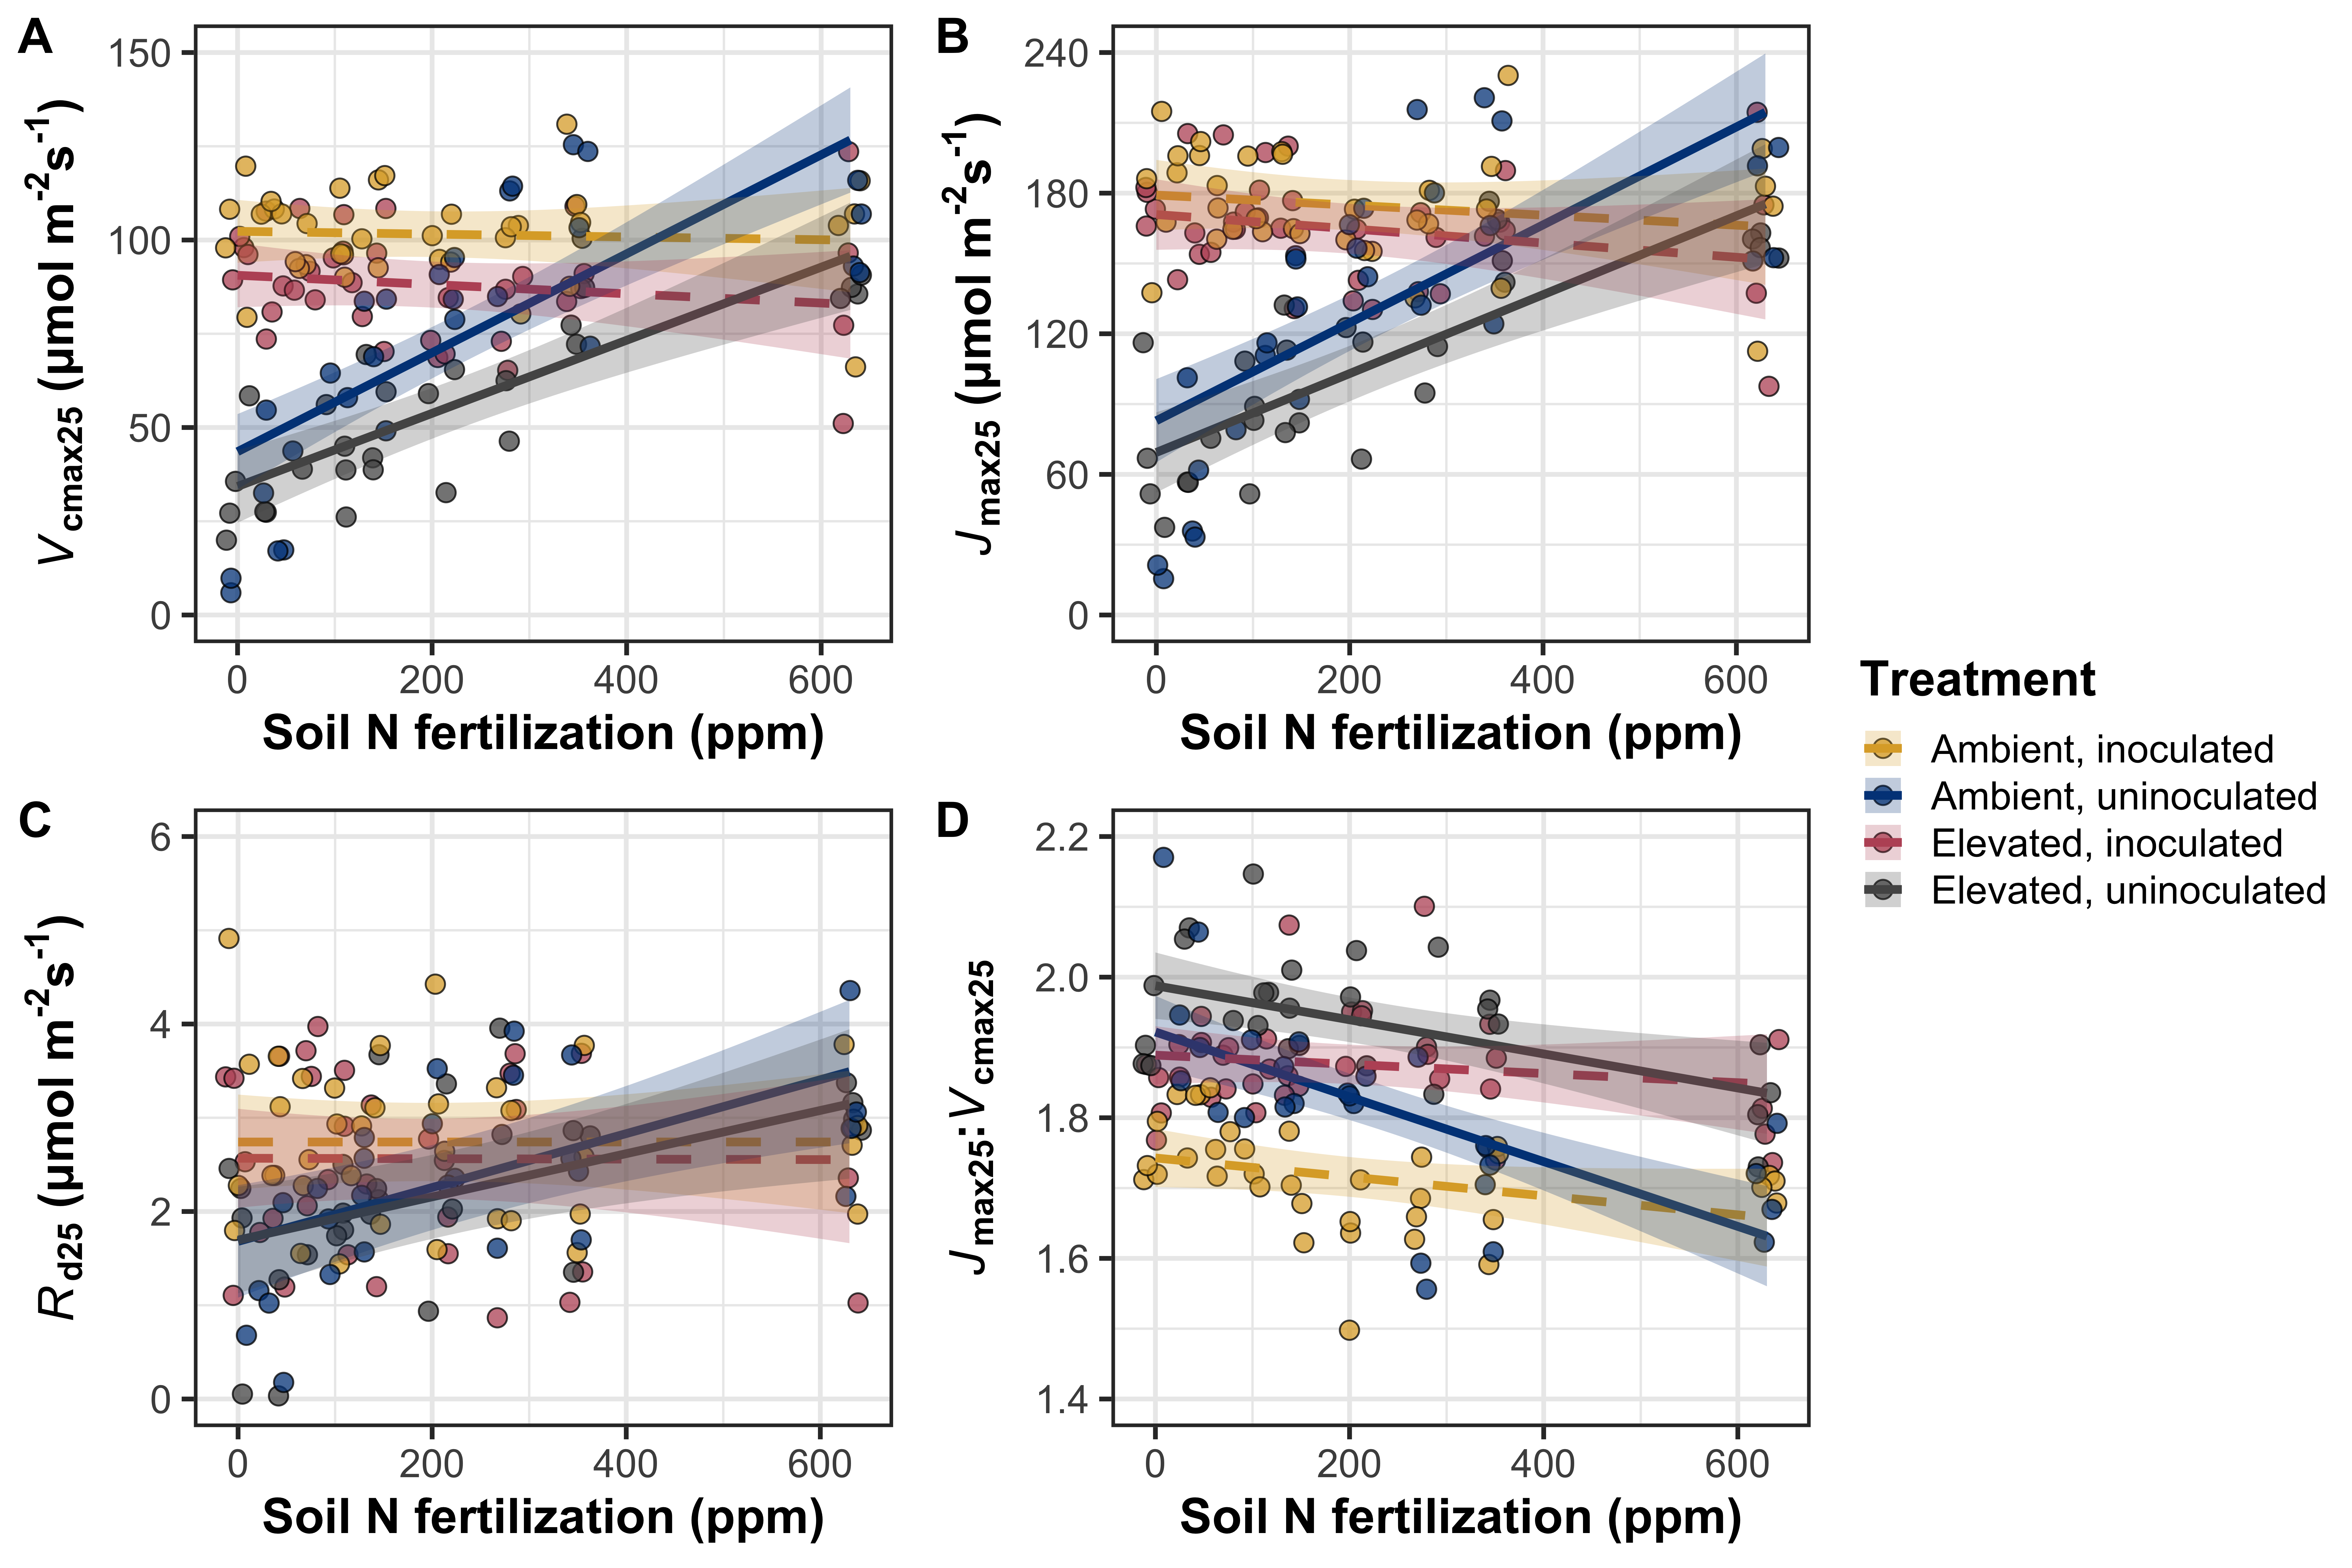 A
150
100
50
0
Vcmax25 (µmol m-2s-1)
0 200 400 600
Soil N fertilization (ppm)
B
240
180
120
60
0
Jmax25 (µmol m-2s-1)
0 200 400 600
Soil N fertilization (ppm)
C
6
4
2
0
Rd25 (µmol m-2s-1)
0 200 400 600
Soil N fertilization (ppm)
D
2.2
2.0
1.8
1.6
1.4
Jmax25:Vcmax25
0 200 400 600
Soil N fertilization (ppm)
Treatment
Ambient, inoculated
Ambient, uninoculated
Elevated, inoculated
Elevated, uninoculated